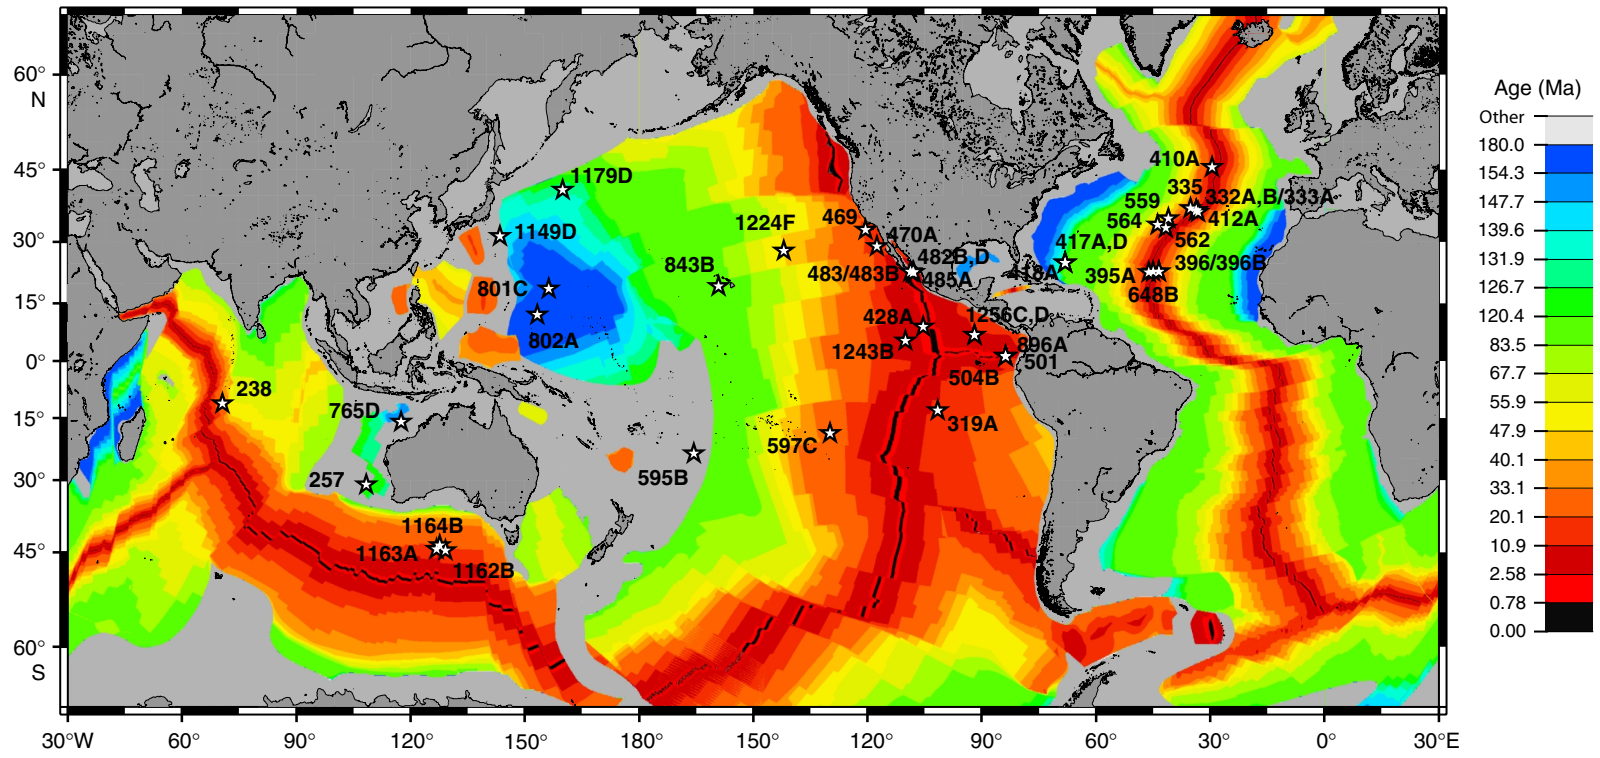 Age (Ma)
Other
180.0
154.3
147.7
139.6
131.5
126.7
120.4
83.5
67.7
55.9
47.9
40.1
33.1
20.1
10.9
2.58
0.78
0.00
60°
N
45°
30°
15°
0°
15°
30°
45°
60°
S
30°W
60°
90°
120°
150°
180°
150°
120°
90°
60°
30°
0°
30°E
410A
1179D
335
332A,B/333A
559
564
412A
562
1224F
469
470A
1149D
417A,D
482B,D
843B
483/483B
485A
418A
395A
396/396B
648B
801C
802A
428A
1256C,D
1243B
896A
501
504B
238
765D
319A
597C
257
595B
1164B
1163A
1162B